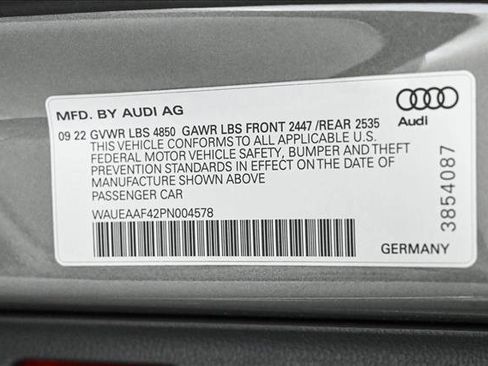 MFD. BY AUDI AG
09 22 GVWR LBS 4850 GAWR LBS FRONT 2447 /REAR 2535
THIS VEHICLE CONFORMS TO ALL APPLICABLE U.S.
FEDERAL MOTOR VEHICLE SAFETY, BUMPER AND THEFT
PREVENTION STANDARDS IN EFFECT ON THE DATE OF
MANUFACTURE SHOWN ABOVE
PASSENGER CAR
WAUEAAF42PN004578
Audi
3854087
GERMANY